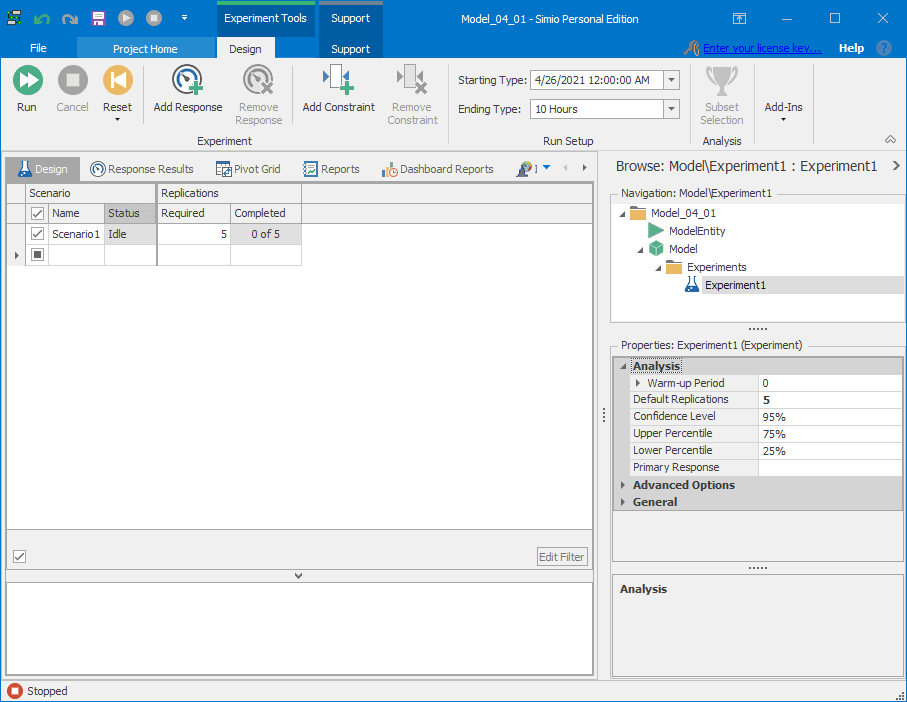 Experiment Tools
Support
Model_04_01 - Simio Personal Edition
File
Project Home
Design
Support
Enter your license key...
Help
?
Run
Cancel
Reset
Add Response
Remove
Response
Add Constraint
Remove
Constraint
Starting Type: 4/26/2021 12:00:00 AM
Ending Type: 10 Hours
Subset
Selection
Add-Ins
Experiment
Run Setup
Analysis
Design
Response Results
Pivot Grid
Reports
Dashboard Reports
Scenario
Replications
Name
Status
Required
Completed
Scenario1
Idle
5
0 of 5
Edit Filter
Browse: Model\Experiment1 : Experiment1
Navigation: Model\Experiment1
Model_04_01
ModelEntity
Model
Experiments
Experiment1
Properties: Experiment1 (Experiment)
Analysis
Warm-up Period 0
Default Replications 5
Confidence Level 95%
Upper Percentile 75%
Lower Percentile 25%
Primary Response
Advanced Options
General
Analysis
Stopped